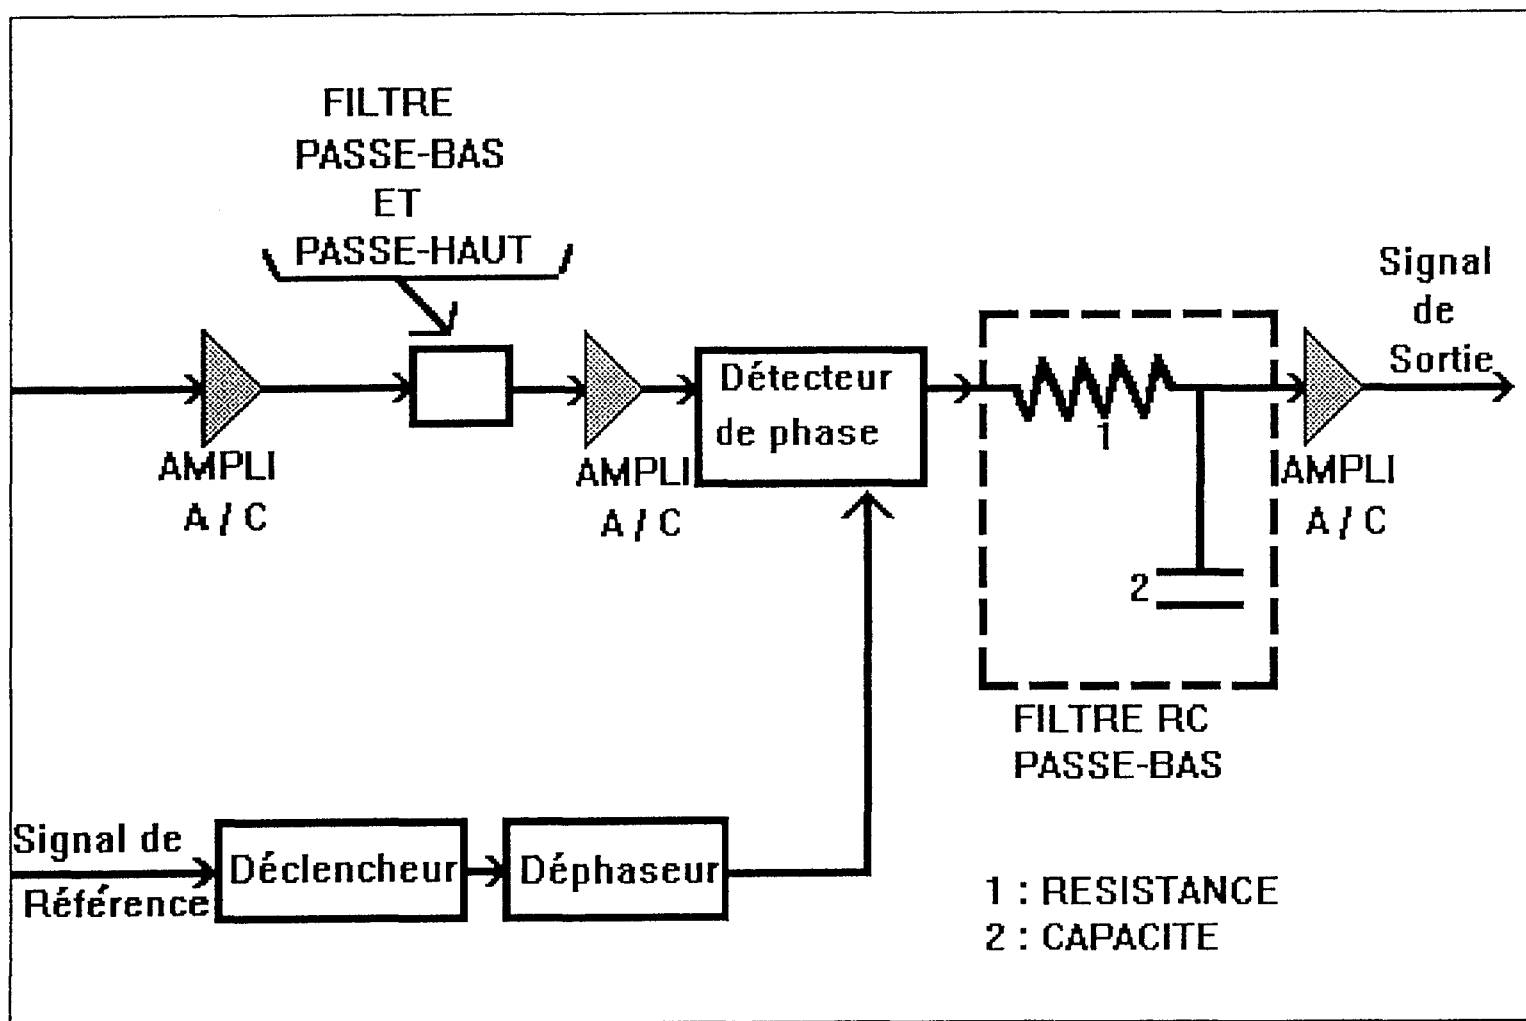 FILTRE
PASSE-BAS
ET
PASSE-HAUT
AMPLI
A / C
AMPLI
A / C
Détecteur
de phase
1
2
FILTRE RC
PASSE-BAS
AMPLI
A / C
Signal
de
Sortie
Signal de
Référence
Déclencheur
Déphaseur
1 : RESISTANCE
2 : CAPACITE